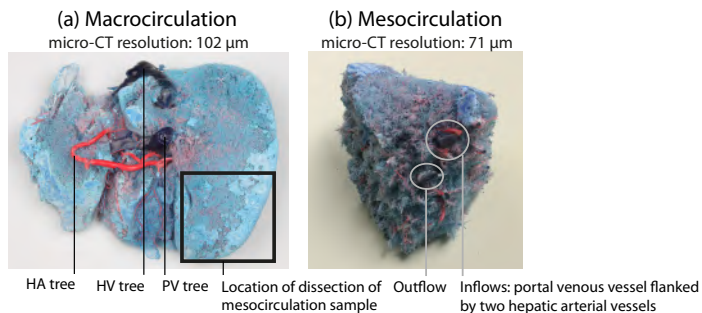 (a) Macrocirculation
micro-CT resolution: 102 µm
(b) Mesocirculation
micro-CT resolution: 71 µm
HA tree
HV tree
PV tree
Location of dissection of
mesocirculation sample
Outflow
Inflows: portal venous vessel flanked
by two hepatic arterial vessels